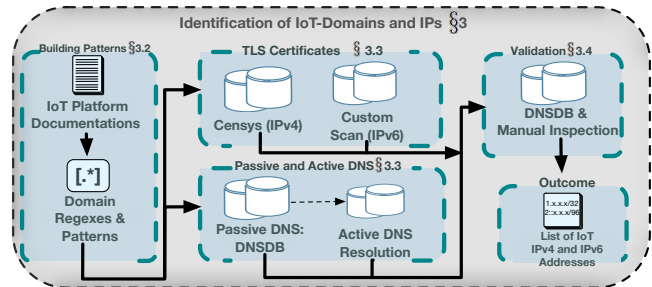 Identification of IoT-Domains and IPs §3
Building Patterns §3.2
IoT Platform
Documentations
[.*]
Domain
Regexes &
Patterns
TLS Certificates § 3.3
Censys (IPv4)
Custom
Scan (IPv6)
Passive and Active DNS §3.3
Passive DNS:
DNSDB
Active DNS
Resolution
Validation §3.4
DNSDB &
Manual Inspection
Outcome
1.x.x.x/32
2::x.x.x/96
List of IoT
IPv4 and IPv6
Addresses